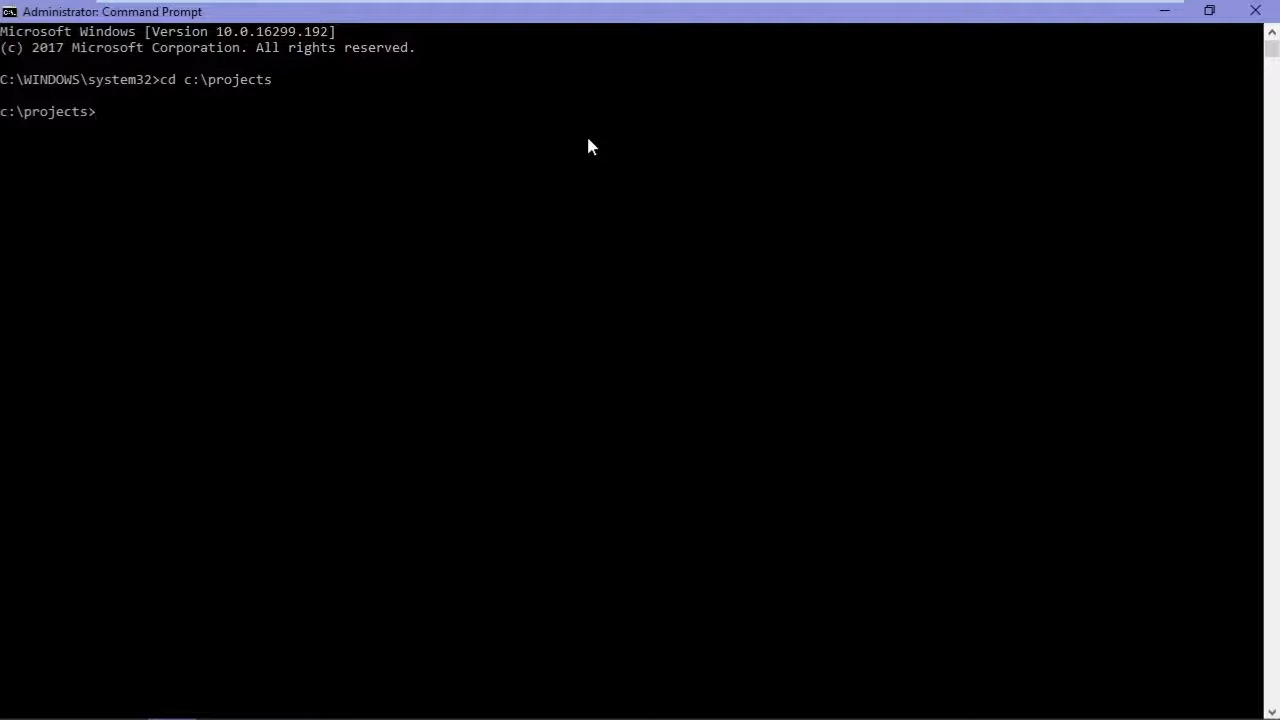 Administrator: Command Prompt
Microsoft Windows [Version 10.0.16299.192]
(c) 2017 Microsoft Corporation. All rights reserved.
C:\WINDOWS\system32>cd c:\projects
c:\projects>